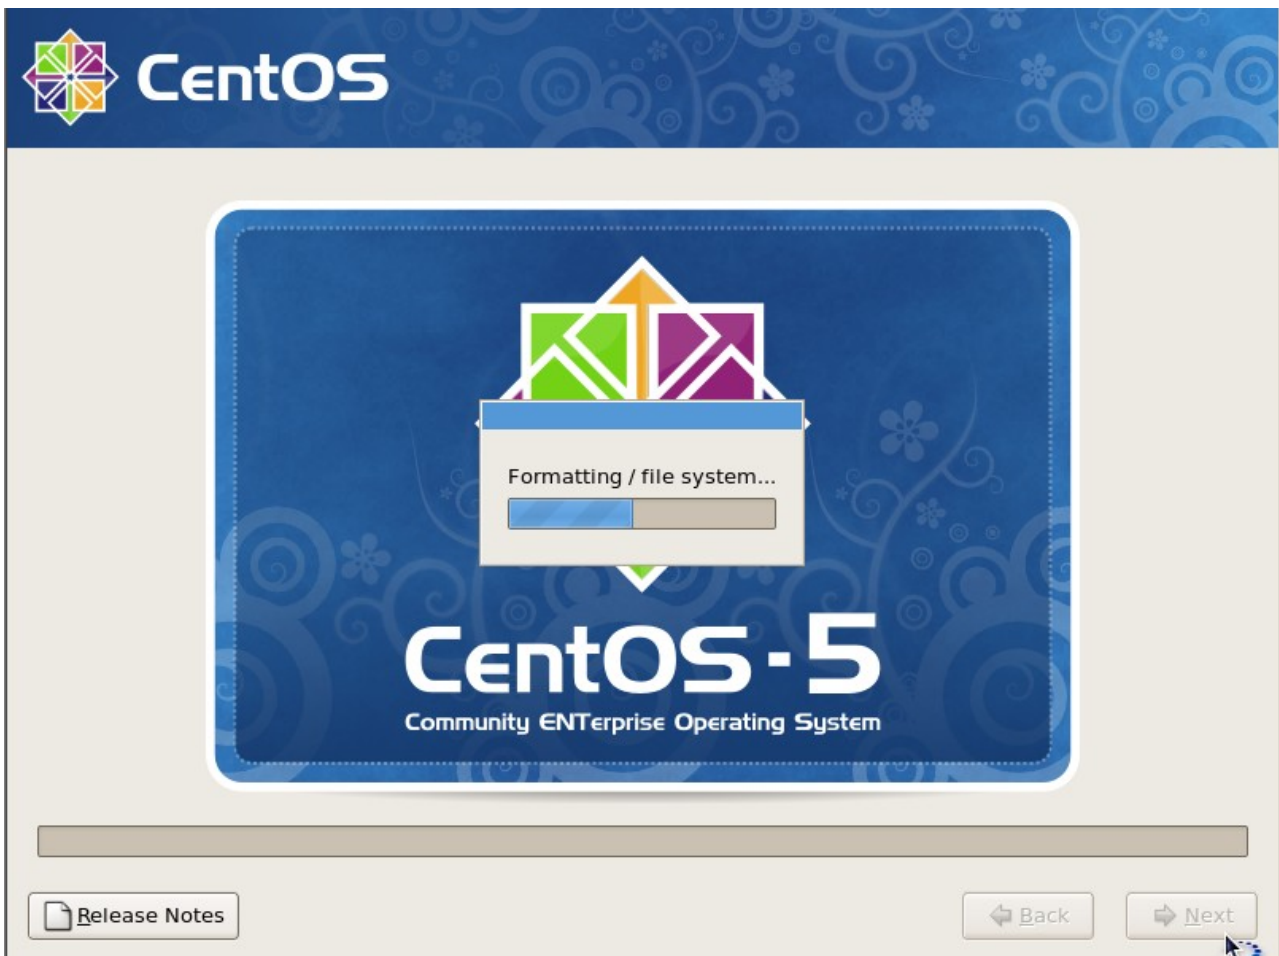 CentOS
Formatting / file system...
CentOS-5
Community ENTerprise Operating System
Release Notes
Back
Next